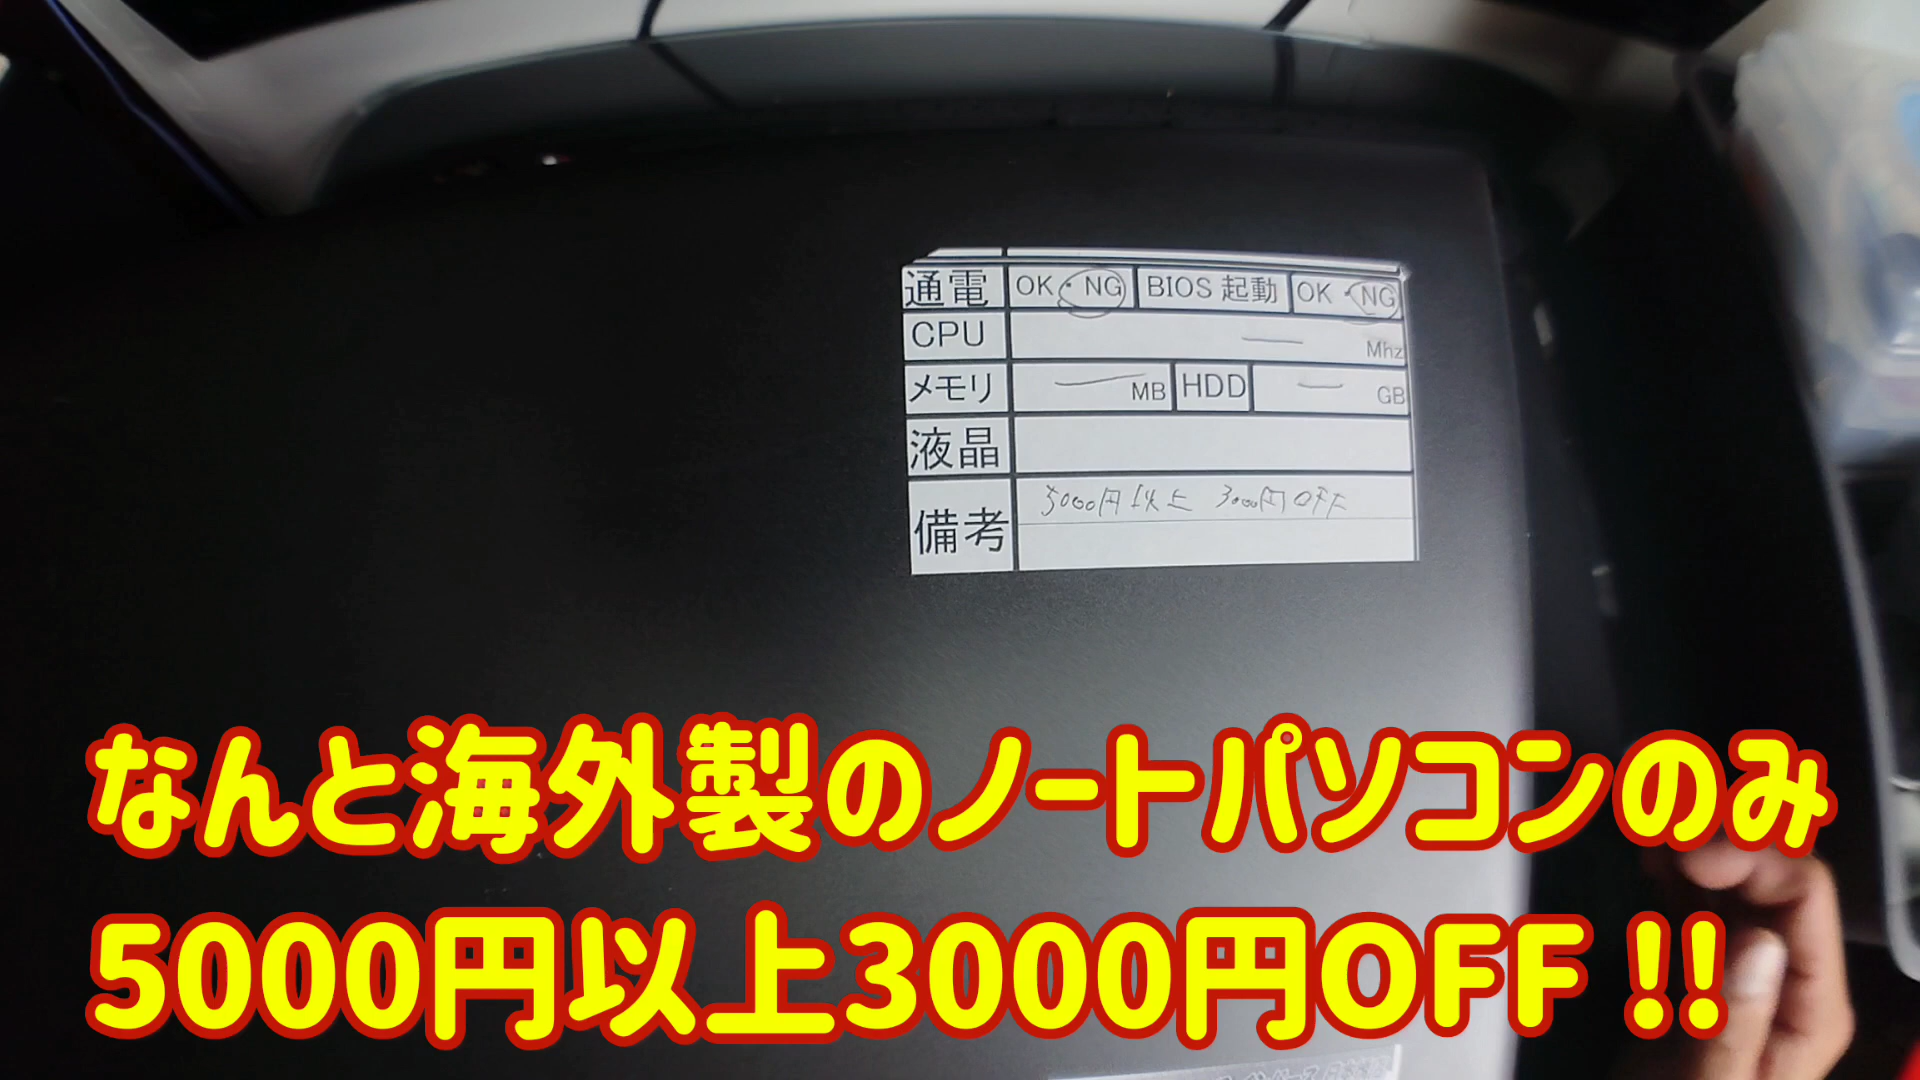 通電 OK・NG BIOS 起動 OK・NG
CPU ― Mhz
メモリ ― MB HDD ― GB
液晶
備考 5000円以上 3000円OFF
なんと海外製のノートパソコンのみ
5000円以上3000円OFF !!